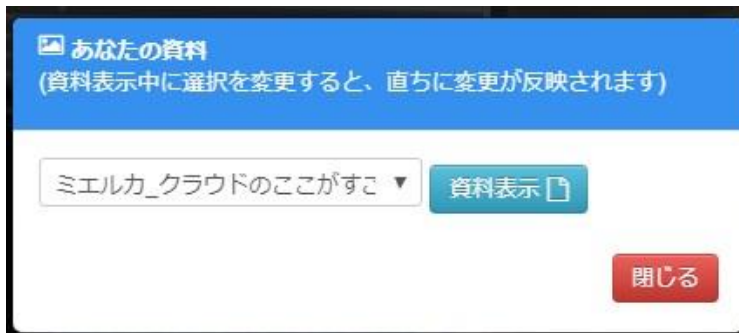 あなたの資料
(資料表示中に選択を変更すると、直ちに変更が反映されます)
ミエルカ_クラウドのここがすこ
資料表示
閉じる